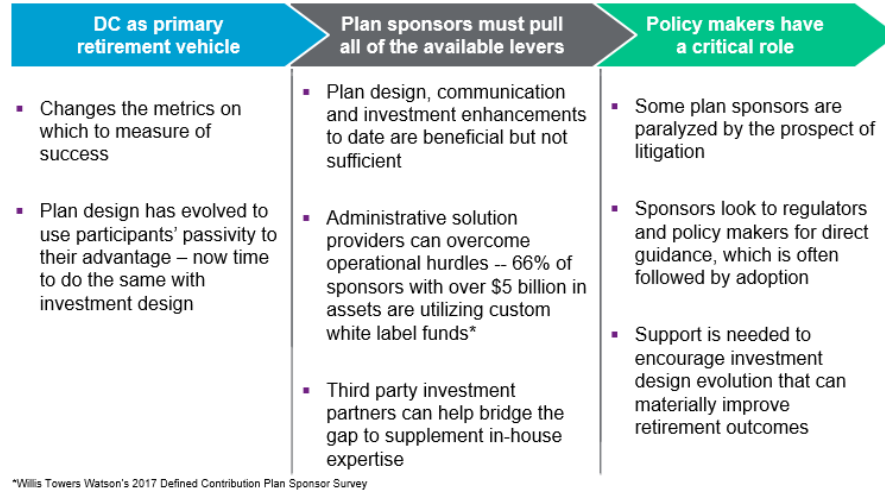 DC as primary
retirement vehicle
▪ Changes the metrics on
which to measure of
success
▪ Plan design has evolved to
use participants’ passivity to
their advantage – now time
to do the same with
investment design
Plan sponsors must pull
all of the available levers
▪ Plan design, communication
and investment enhancements
to date are beneficial but not
sufficient
▪ Administrative solution
providers can overcome
operational hurdles -- 66% of
sponsors with over $5 billion in
assets are utilizing custom
white label funds*
▪ Third party investment
partners can help bridge the
gap to supplement in-house
expertise
Policy makers have
a critical role
▪ Some plan sponsors are
paralyzed by the prospect of
litigation
▪ Sponsors look to regulators
and policy makers for direct
guidance, which is often
followed by adoption
▪ Support is needed to
encourage investment
design evolution that can
materially improve
retirement outcomes
*Willis Towers Watson's 2017 Defined Contribution Plan Sponsor Survey